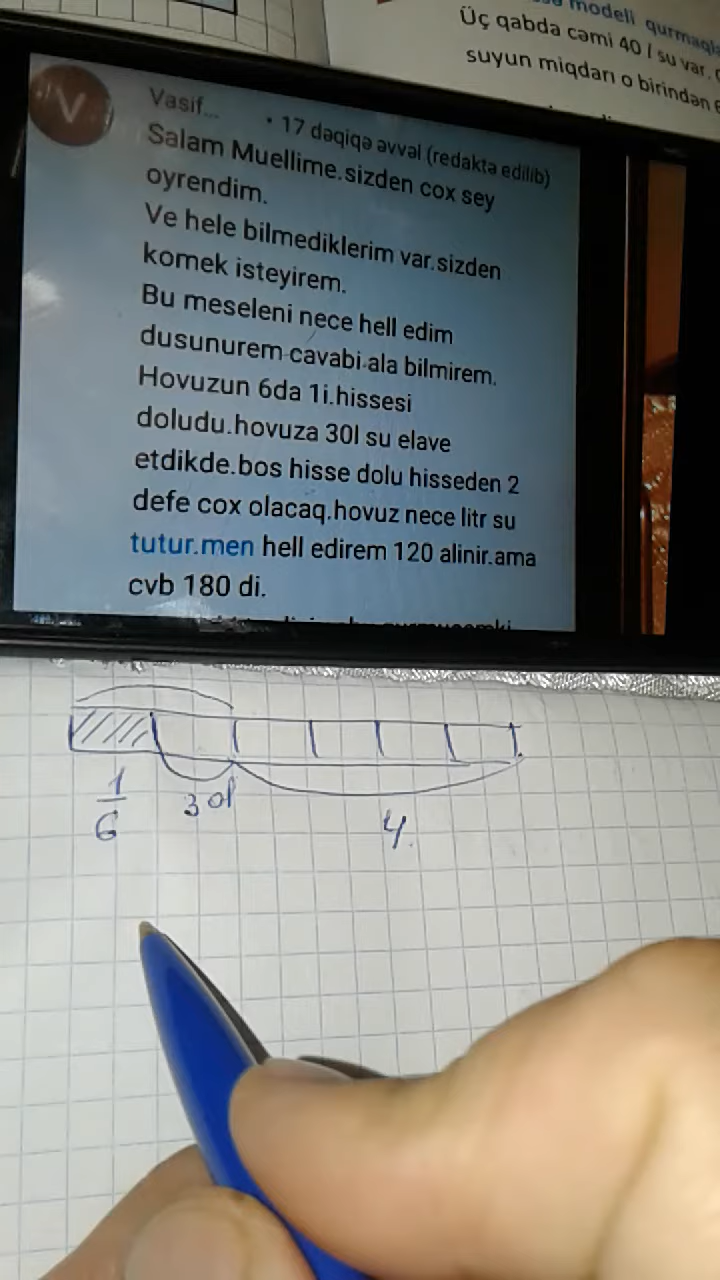 modeli qurmaqla
Üç qabda cəmi 40 l su var.
suyun miqdarı o birindən
V
Vasif... • 17 dəqiqə əvvəl (redaktə edilib)
Salam Muellime.sizden cox sey
oyrendim.
Ve hele bilmediklerim var.sizden
komek isteyirem.
Bu meseleni nece hell edim
dusunurem cavabi ala bilmirem.
Hovuzun 6da 1i.hissesi
doludu.hovuza 30l su elave
etdikde.bos hisse dolu hisseden 2
defe cox olacaq.hovuz nece litr su
tutur.men hell edirem 120 alinir.ama
cvb 180 di.
1/6 30l 4